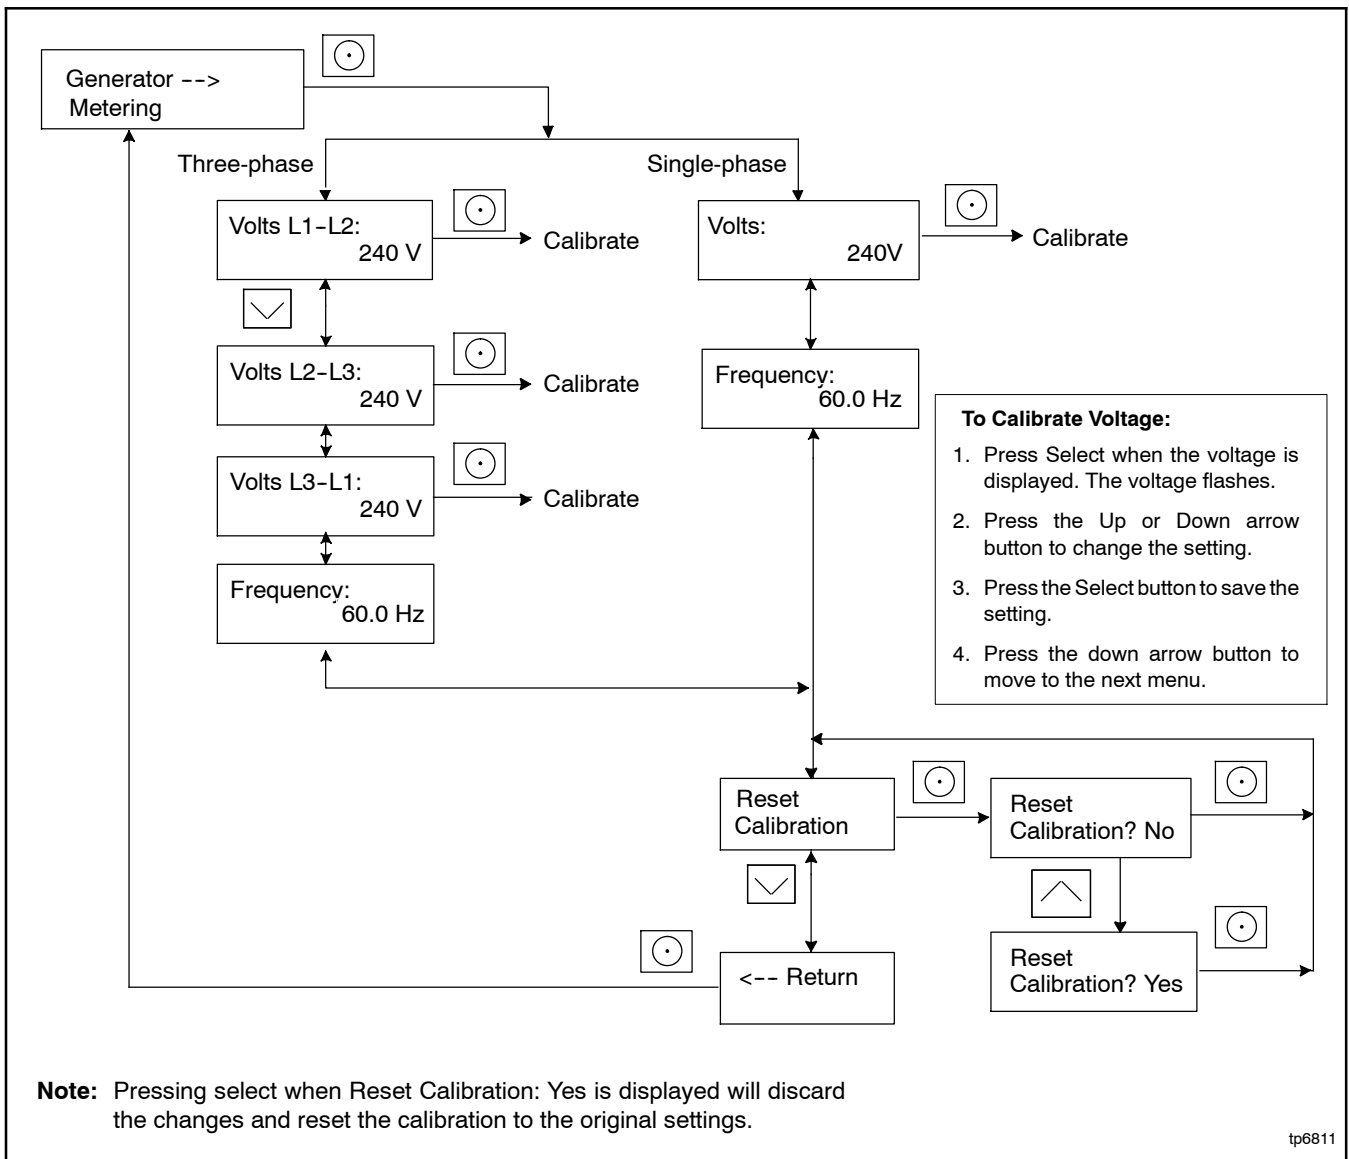 Generator -->
Metering
Three-phase
Single-phase
Volts L1-L2:
240 V
Calibrate
Volts:
240V
Calibrate
Volts L2-L3:
240 V
Calibrate
Frequency:
60.0 Hz
Volts L3-L1:
240 V
Calibrate
Frequency:
60.0 Hz
To Calibrate Voltage:
1. Press Select when the voltage is
displayed. The voltage flashes.
2. Press the Up or Down arrow
button to change the setting.
3. Press the Select button to save the
setting.
4. Press the down arrow button to
move to the next menu.
Reset
Calibration
Reset
Calibration? No
Reset
Calibration? Yes
<-- Return
Note: Pressing select when Reset Calibration: Yes is displayed will discard
the changes and reset the calibration to the original settings.
tp6811